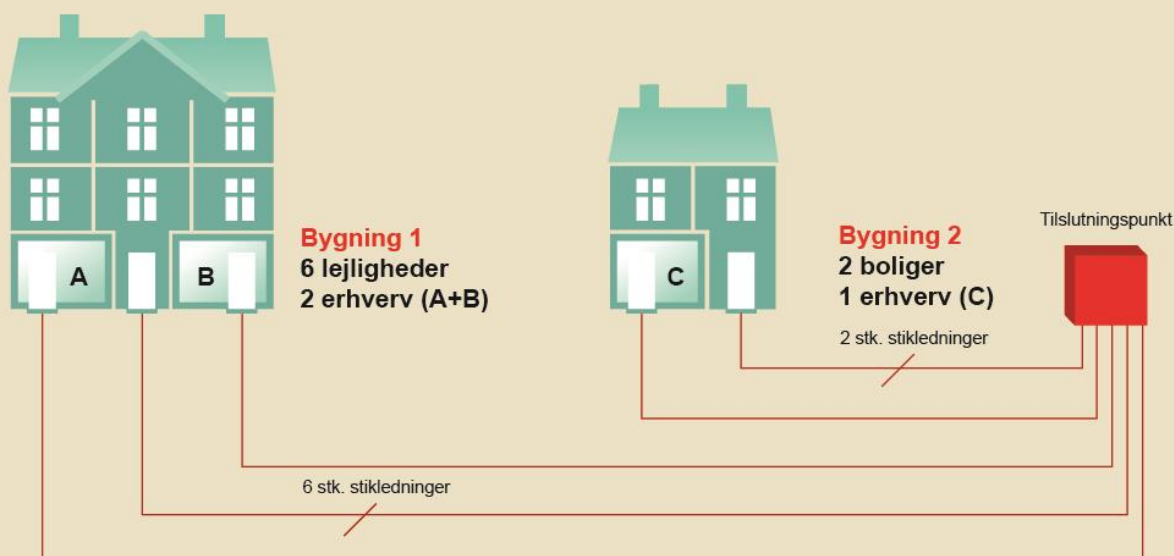 A
B
Bygning 1
6 lejligheder
2 erhverv (A+B)
C
Bygning 2
2 boliger
1 erhverv (C)
2 stk. stikledninger
Tilslutningspunkt
6 stk. stikledninger